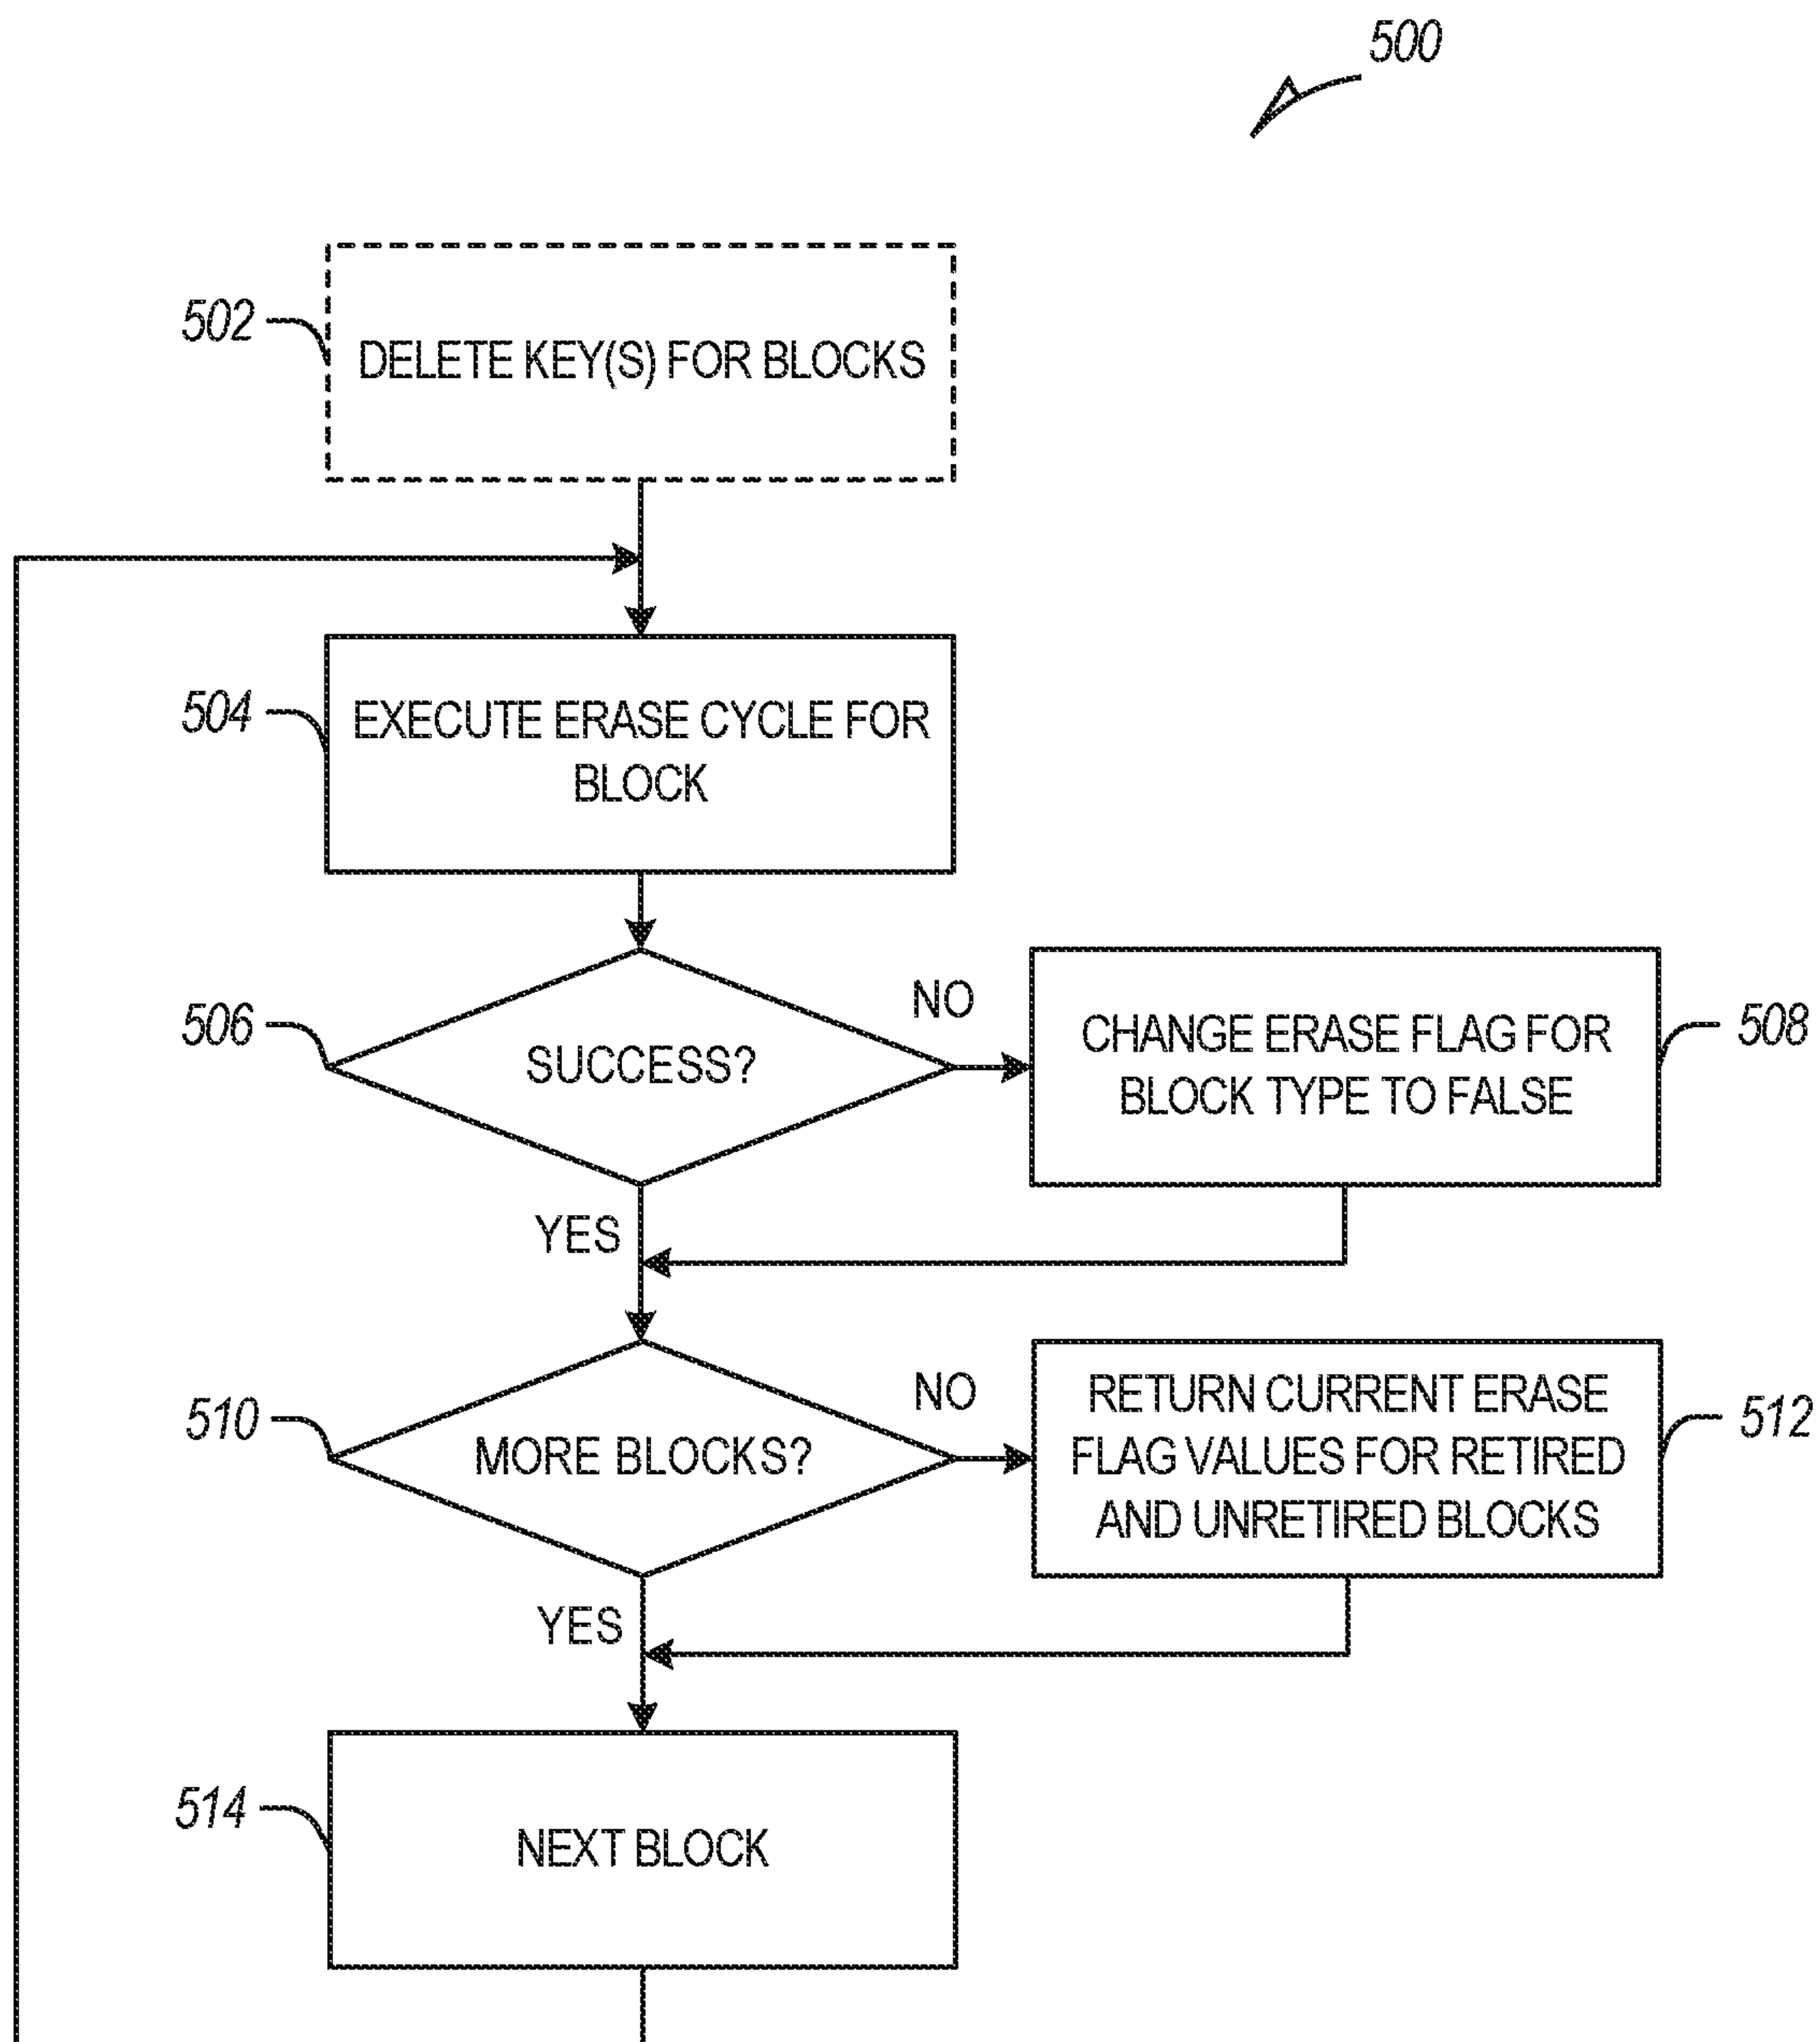 500
502
DELETE KEY(S) FOR BLOCKS
504
EXECUTE ERASE CYCLE FOR
BLOCK
506
SUCCESS?
NO
CHANGE ERASE FLAG FOR
BLOCK TYPE TO FALSE
508
YES
510
MORE BLOCKS?
NO
RETURN CURRENT ERASE
FLAG VALUES FOR RETIRED
AND UNRETIRED BLOCKS
512
YES
514
NEXT BLOCK